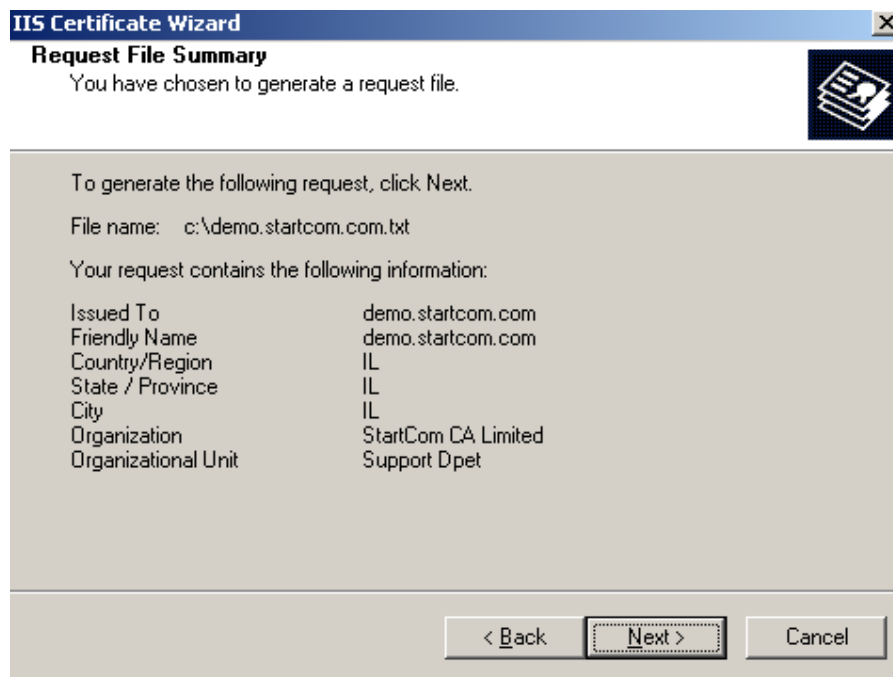 IIS Certificate Wizard
Request File Summary
You have chosen to generate a request file.
To generate the following request, click Next.
File name: c:\demo.startcom.com.txt
Your request contains the following information:
Issued To demo.startcom.com
Friendly Name demo.startcom.com
Country/Region IL
State / Province IL
City IL
Organization StartCom CA Limited
Organizational Unit Support Dpet
< Back Next > Cancel